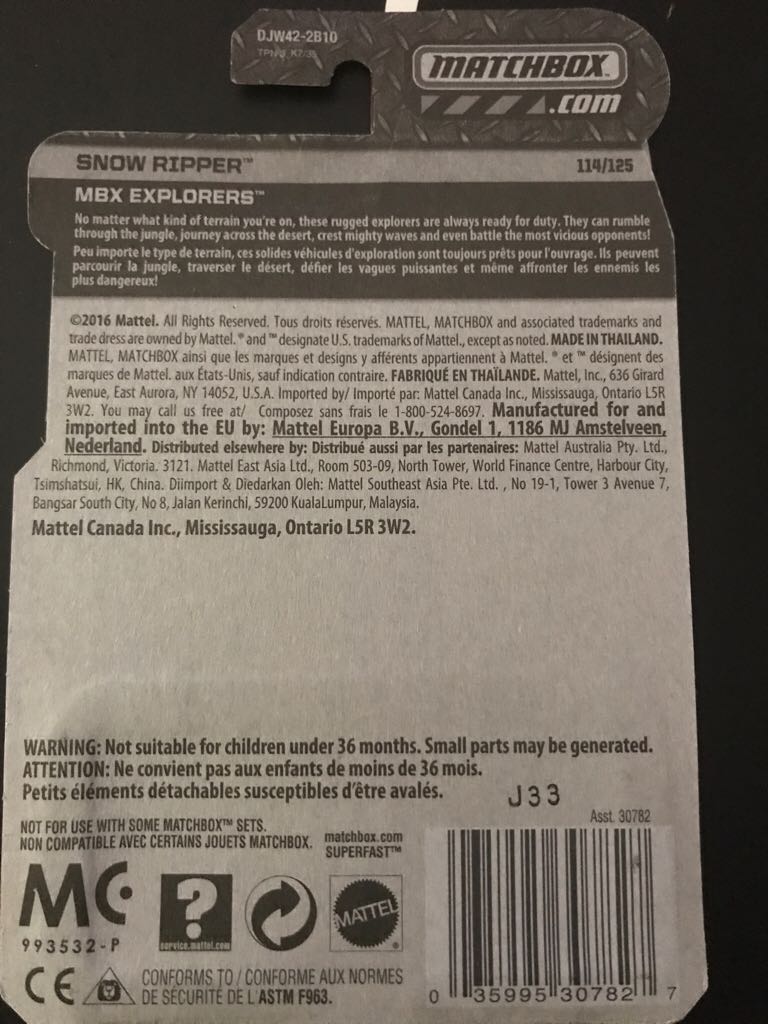 DJW42-2B10
MATCHBOX™
.com
SNOW RIPPER™ 114/125
MBX EXPLORERS™
No matter what kind of terrain you're on, these rugged explorers are always ready for duty. They can rumble
through the jungle, journey across the desert, crest mighty waves and even battle the most vicious opponents!
Peu importe le type de terrain, ces solides véhicules d'exploration sont toujours prêts pour l'ouvrage. Ils peuvent
parcourir la jungle, traverser le désert, défier les vagues puissantes et même affronter les ennemis les
plus dangereux!
©2016 Mattel. All Rights Reserved. Tous droits réservés. MATTEL, MATCHBOX and associated trademarks and
trade dress are owned by Mattel. ® and ™ designate U.S. trademarks of Mattel., except as noted. MADE IN THAILAND.
MATTEL, MATCHBOX ainsi que les marques et designs y afférents appartiennent à Mattel. ® et ™ désignent des
marques de Mattel. aux États-Unis, sauf indication contraire. FABRIQUÉ EN THAÏLANDE. Mattel, Inc., 636 Girard
Avenue, East Aurora, NY 14052, U.S.A. Imported by/ Importé par: Mattel Canada Inc., Mississauga, Ontario L5R
3W2. You may call us free at/ Composez sans frais le 1-800-524-8697. Manufactured for and
imported into the EU by: Mattel Europa B.V., Gondel 1, 1186 MJ Amstelveen,
Nederland. Distributed elsewhere by: Distribué aussi par les partenaires: Mattel Australia Pty. Ltd.,
Richmond, Victoria. 3121. Mattel East Asia Ltd., Room 503-09, North Tower, World Finance Centre, Harbour City,
Tsimshatsui, HK, China. Diimport & Diedarkan Oleh: Mattel Southeast Asia Pte. Ltd. , No 19-1, Tower 3 Avenue 7,
Bangsar South City, No 8, Jalan Kerinchi, 59200 KualaLumpur, Malaysia.
Mattel Canada Inc., Mississauga, Ontario L5R 3W2.
WARNING: Not suitable for children under 36 months. Small parts may be generated.
ATTENTION: Ne convient pas aux enfants de moins de 36 mois.
Petits éléments détachables susceptibles d'être avalés.
J33
Asst. 30782
NOT FOR USE WITH SOME MATCHBOX™ SETS.
NON COMPATIBLE AVEC CERTAINS JOUETS MATCHBOX.
matchbox.com
SUPERFAST™
MC
993532-P
?
service.mattel.com
MATTEL®
CE
CONFORMS TO / CONFORME AUX NORMES
DE SÉCURITÉ DE L'ASTM F963.
0 35995 30782 7